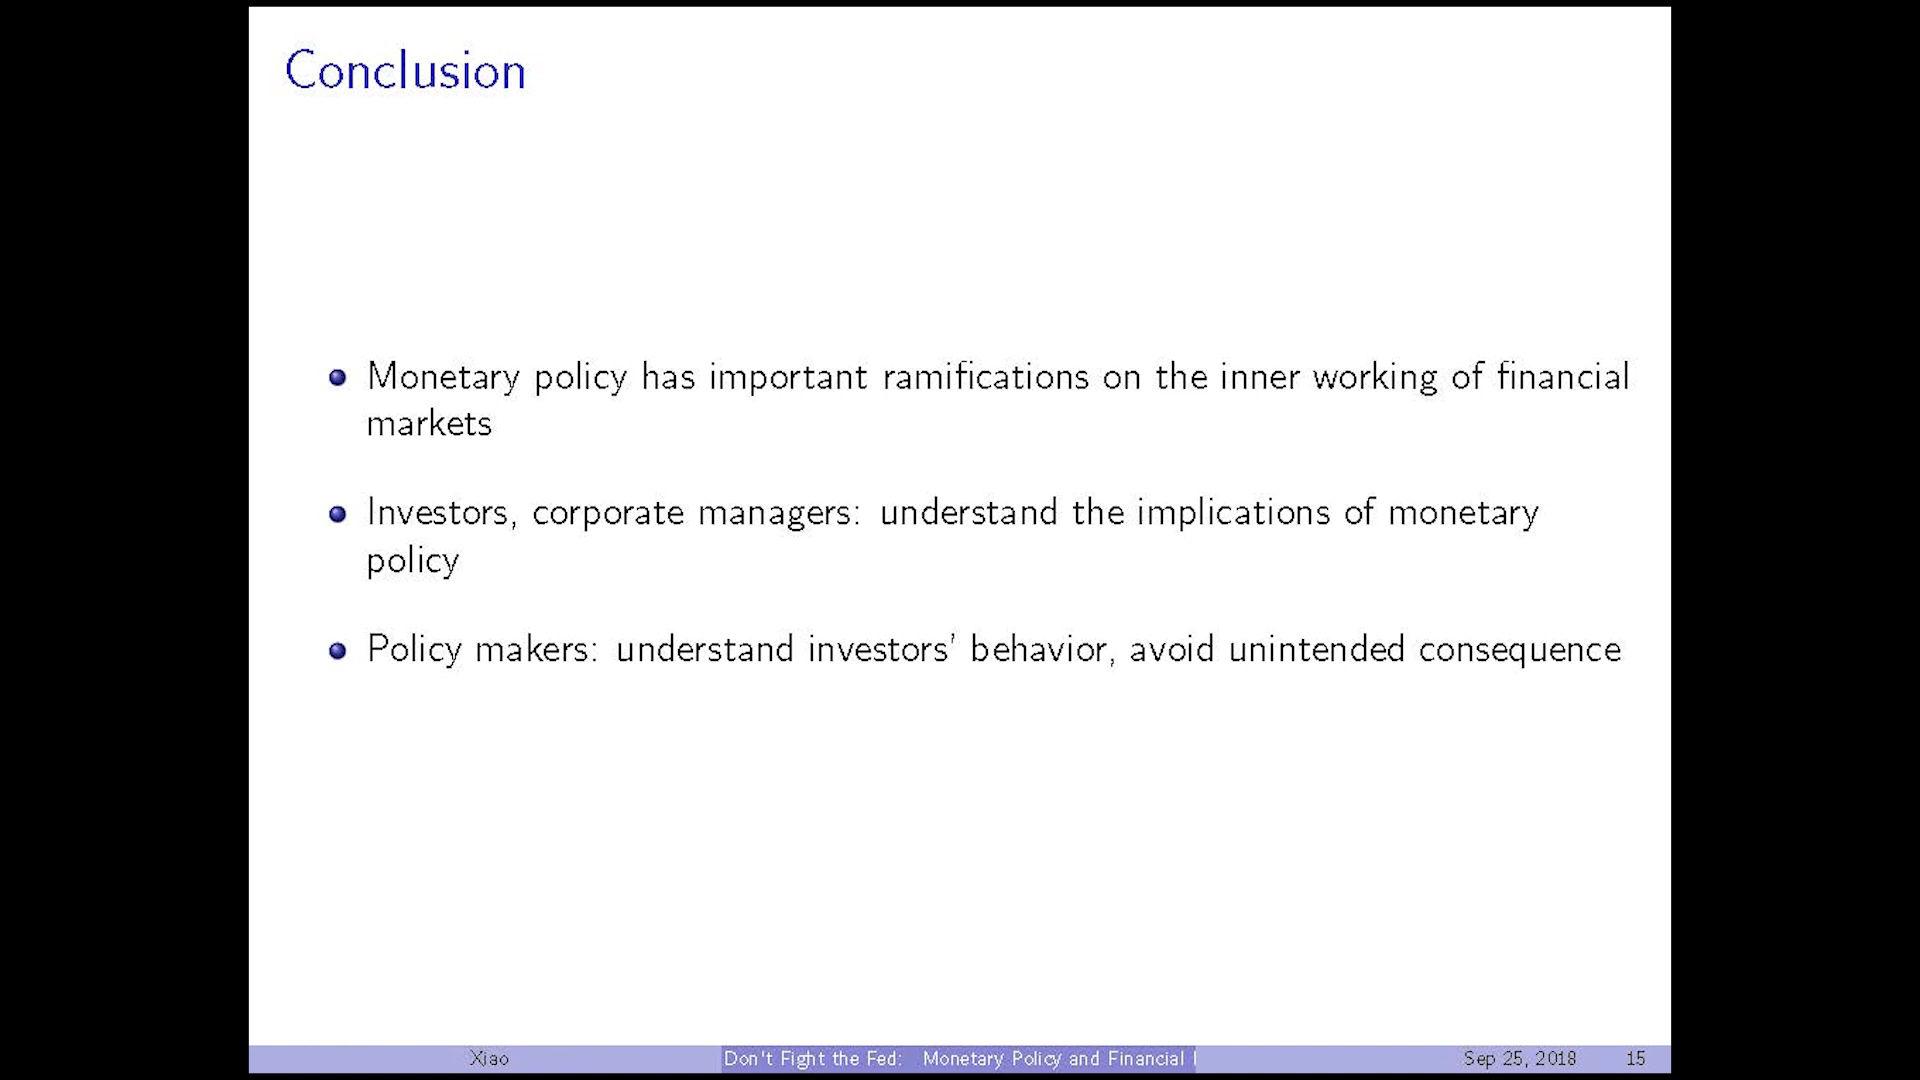 Conclusion
Monetary policy has important ramifications on the inner working of financial
markets
Investors, corporate managers: understand the implications of monetary
policy
Policy makers: understand investors' behavior, avoid unintended consequence
Xiao Don't Fight the Fed: Monetary Policy and Financial Sep 25, 2018 15